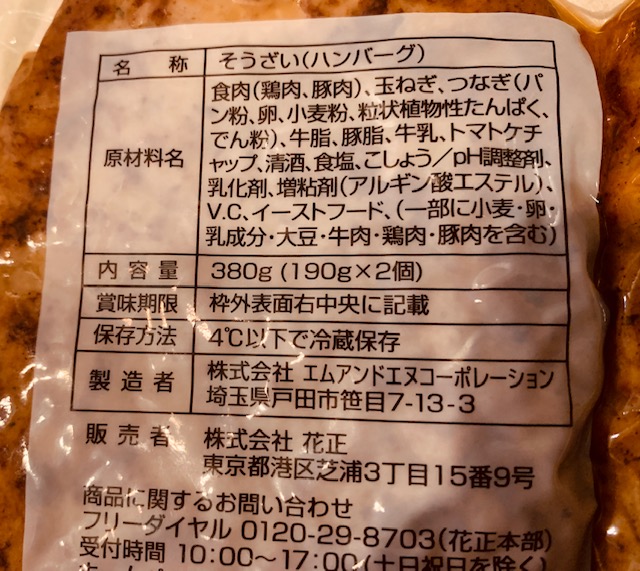 名称 そうざい(ハンバーグ)
原材料名 食肉(鶏肉、豚肉)、玉ねぎ、つなぎ(パ
ン粉、卵、小麦粉、粒状植物性たんぱく、
でん粉)、牛脂、豚脂、牛乳、トマトケチ
ャップ、清酒、食塩、こしょう/pH調整剤、
乳化剤、増粘剤(アルギン酸エステル)、
V.C、イーストフード、(一部に小麦・卵・
乳成分・大豆・牛肉・鶏肉・豚肉を含む)
内容量 380g (190g×2個)
賞味期限 枠外表面右中央に記載
保存方法 4℃以下で冷蔵保存
製造者 株式会社 エムアンドエヌコーポレーション
埼玉県戸田市笹目7-13-3
販売者 株式会社 花正
東京都港区芝浦3丁目15番9号
商品に関するお問い合わせ
フリーダイヤル 0120-29-8703(花正本部)
受付時間 10:00〜17:00(土日祝日を除く)